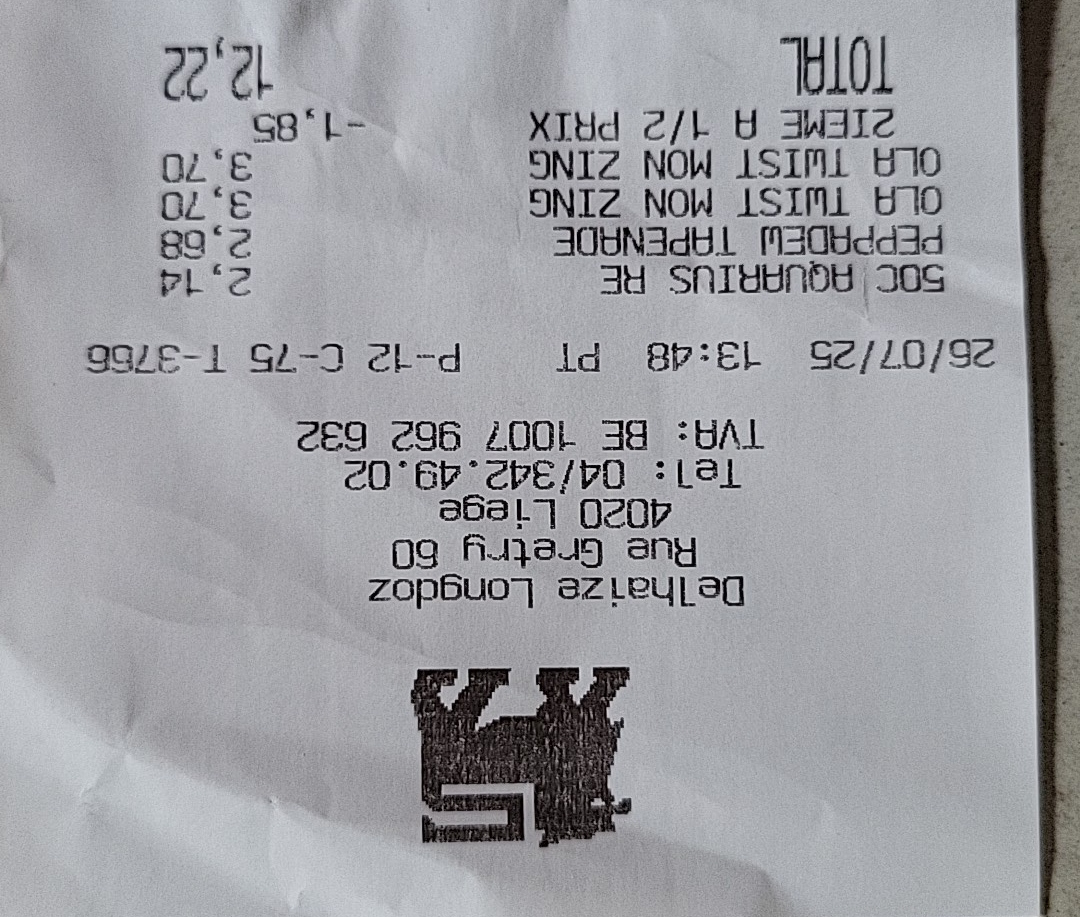 Delhaize Longdoz
Rue Gretry 60
4020 Liege
Tel: 04/342.49.02
TVA: BE 1007 962 632
26/07/25 13:48 PT P-12 C-75 T-3766
50C AQUARIUS RE 2,14
PEPPADEW TAPENADE 2,68
OLA TWIST MON ZING 3,70
OLA TWIST MON ZING 3,70
2IEME A 1/2 PRIX -1,85
TOTAL 12,22